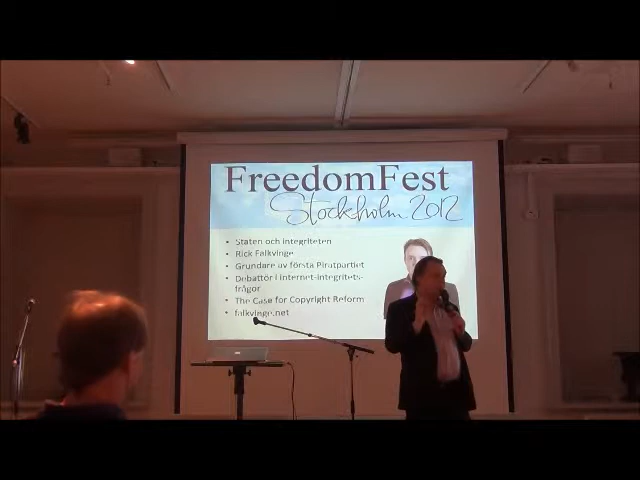 FreedomFest
Stockholm 2012
• Staten och integriteten
• Rick Falkvinge
• Grundare av första Piratpartiet
• Debattör i internet-integritets-
frågor
• The Case for Copyright Reform
• falkvinge.net